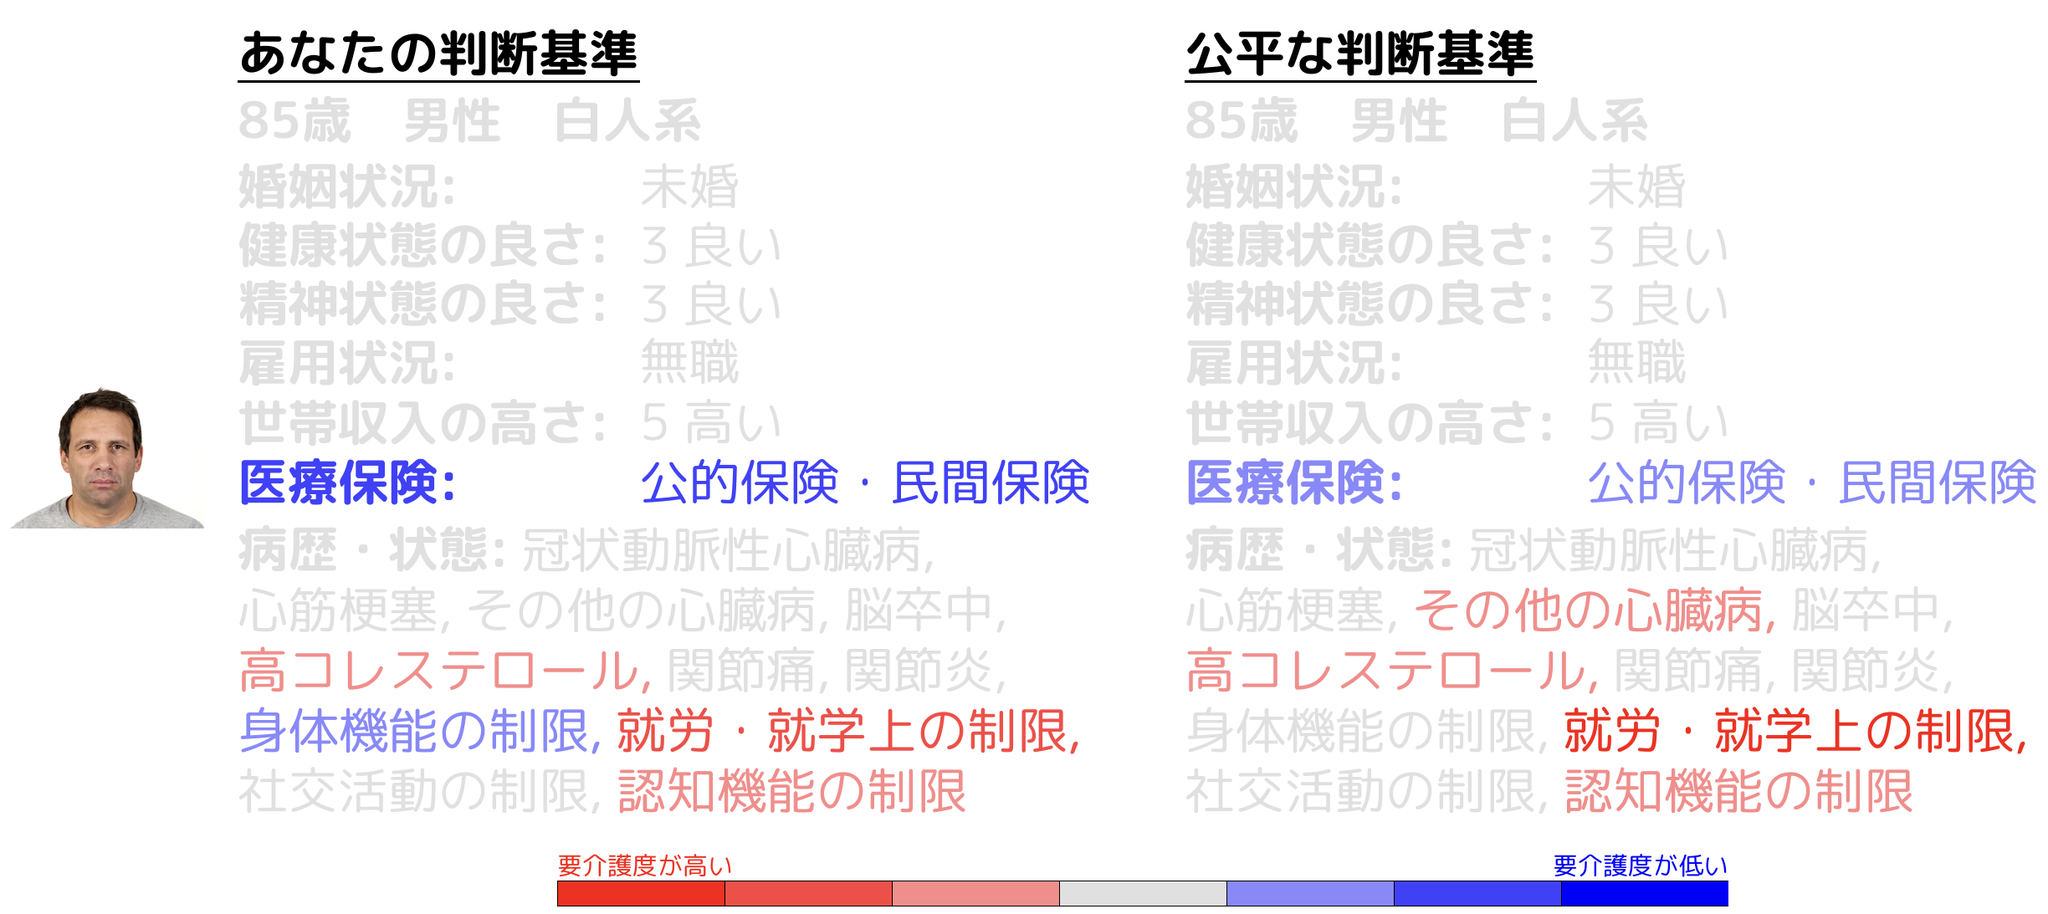 あなたの判断基準
85歳　男性　白人系
婚姻状況: 未婚
健康状態の良さ: 3 良い
精神状態の良さ: 3 良い
雇用状況: 無職
世帯収入の高さ: 5 高い
医療保険: 公的保険・民間保険
病歴・状態: 冠状動脈性心臓病,
心筋梗塞, その他の心臓病, 脳卒中,
高コレステロール, 関節痛, 関節炎,
身体機能の制限, 就労・就学上の制限,
社交活動の制限, 認知機能の制限
公平な判断基準
85歳　男性　白人系
婚姻状況: 未婚
健康状態の良さ: 3 良い
精神状態の良さ: 3 良い
雇用状況: 無職
世帯収入の高さ: 5 高い
医療保険: 公的保険・民間保険
病歴・状態: 冠状動脈性心臓病,
心筋梗塞, その他の心臓病, 脳卒中,
高コレステロール, 関節痛, 関節炎,
身体機能の制限, 就労・就学上の制限,
社交活動の制限, 認知機能の制限
要介護度が高い
要介護度が低い